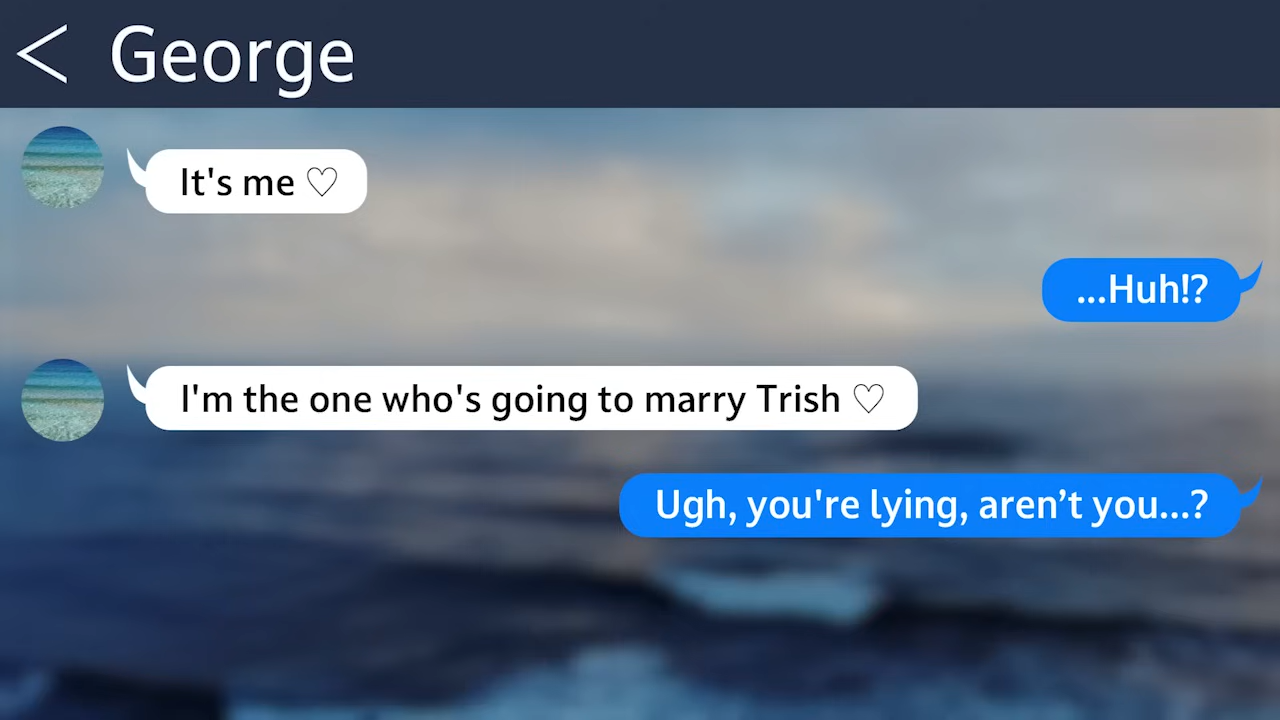 George
It's me ♡
...Huh!?
I'm the one who's going to marry Trish ♡
Ugh, you're lying, aren’t you...?